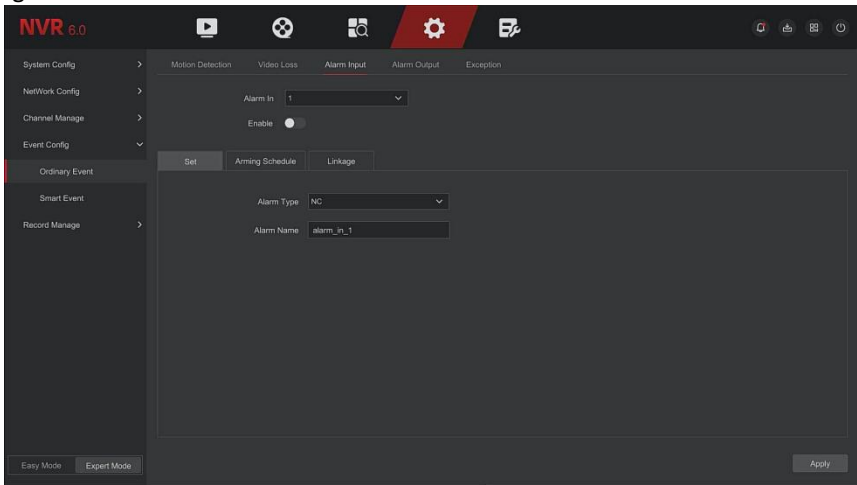 NVR 6.0
System Config
Motion Detection Video Loss Alarm Input Alarm Output Exception
NetWork Config
Alarm In 1
Channel Manage
Enable
Event Config
Set Arming Schedule Linkage
Ordinary Event
Smart Event
Alarm Type NC
Record Manage
Alarm Name alarm_in_1
Easy Mode Expert Mode
Apply